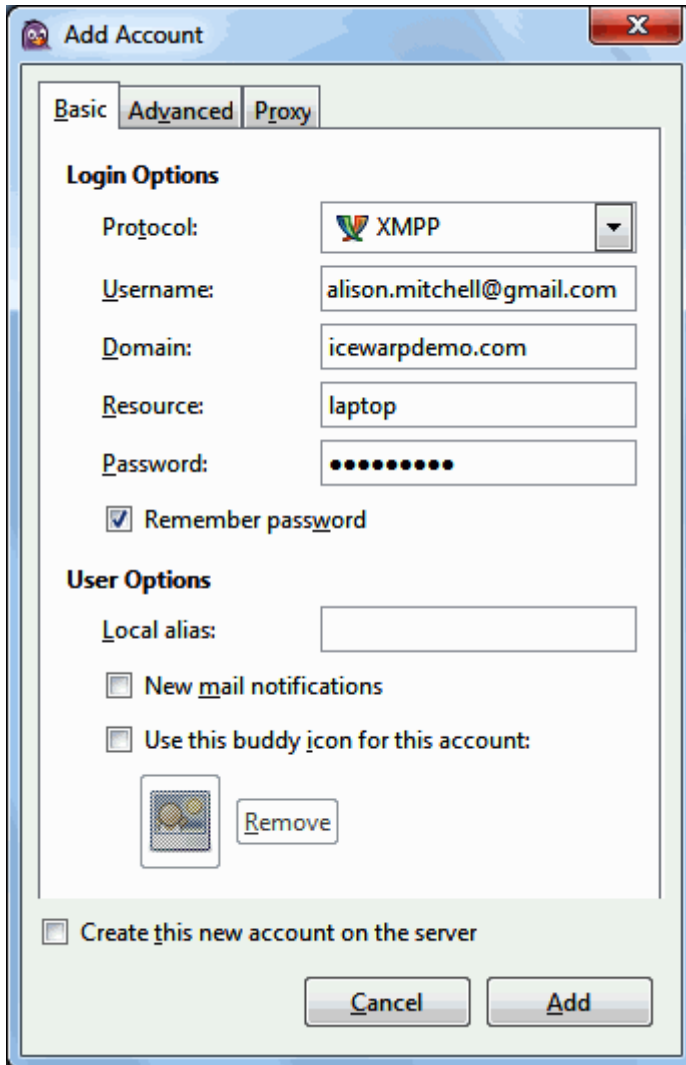 Add Account
Basic Advanced Proxy
Login Options
Protocol: XMPP
Username: alison.mitchell@gmail.com
Domain: icewarpdemo.com
Resource: laptop
Password: ●●●●●●●●●
Remember password
User Options
Local alias:
New mail notifications
Use this buddy icon for this account:
Remove
Create this new account on the server
Cancel Add